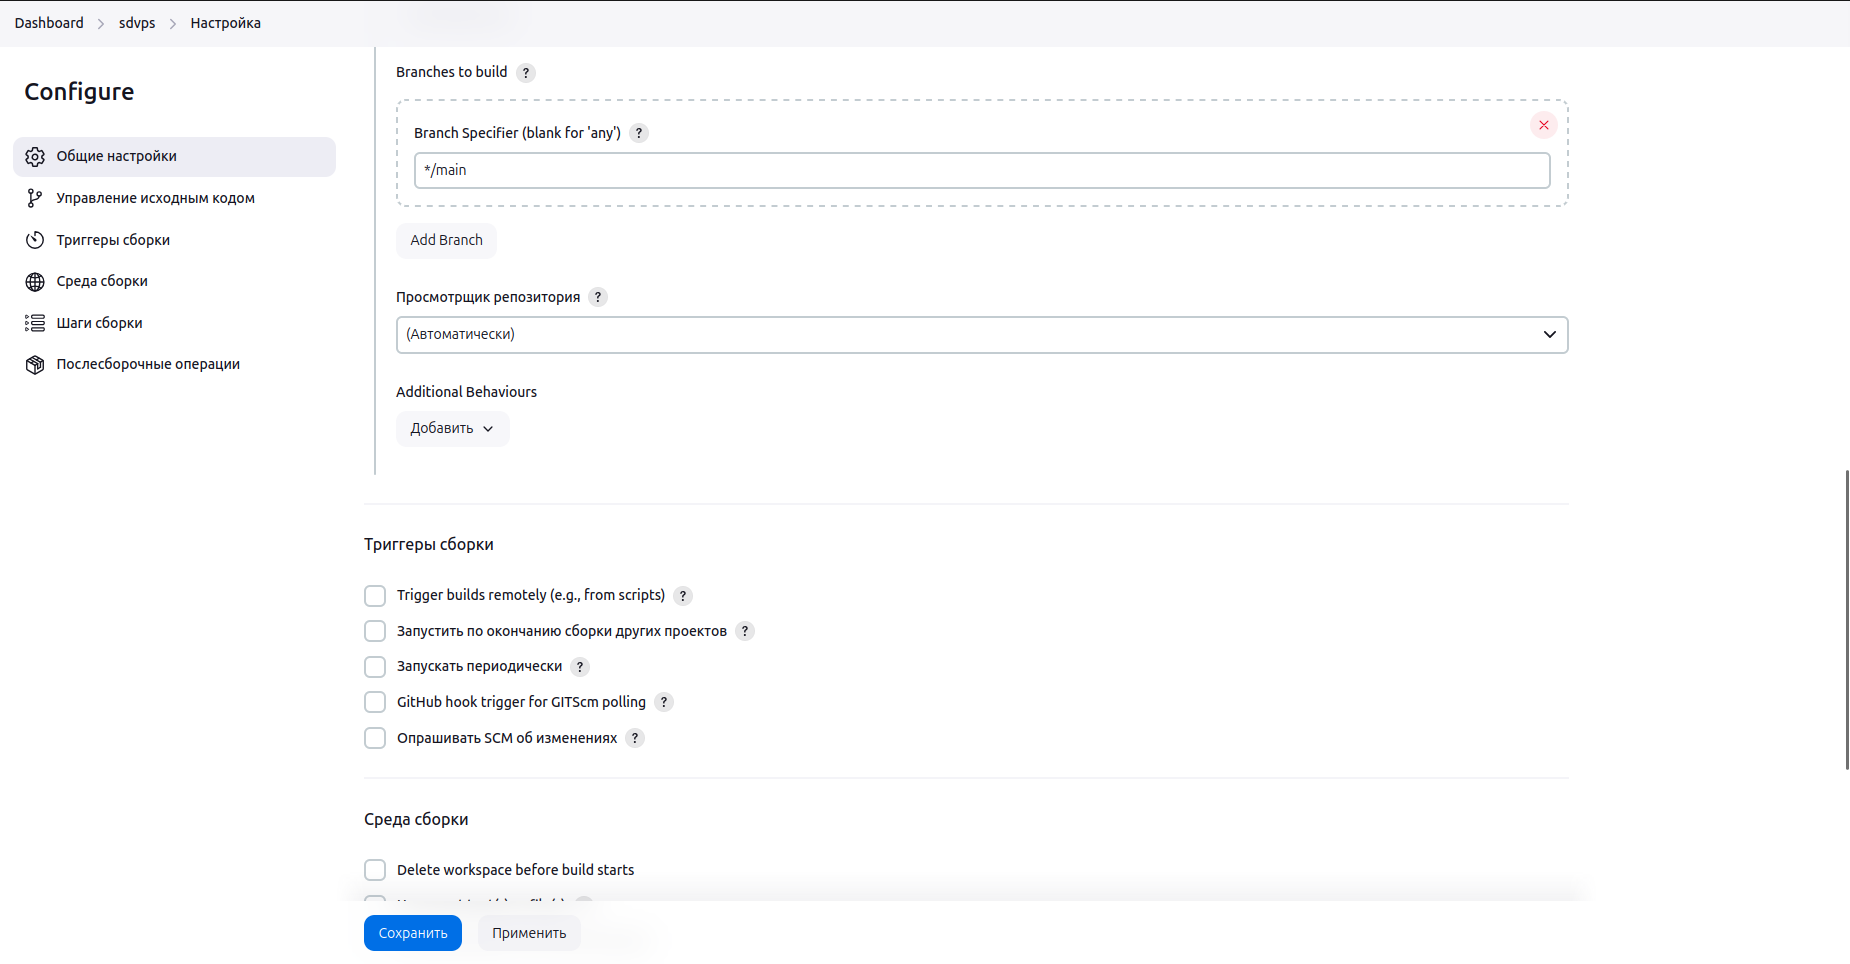 Dashboard > sdvps > Настройка
Configure
Общие настройки
Управление исходным кодом
Триггеры сборки
Среда сборки
Шаги сборки
Послесборочные операции
Branches to build ?
Branch Specifier (blank for 'any') ?
*/main
Add Branch
Просмотрщик репозитория ?
(Автоматически)
Additional Behaviours
Добавить
Триггеры сборки
Trigger builds remotely (e.g., from scripts) ?
Запустить по окончанию сборки других проектов ?
Запускать периодически ?
GitHub hook trigger for GITScm polling ?
Опрашивать SCM об изменениях ?
Среда сборки
Delete workspace before build starts
Сохранить
Применить